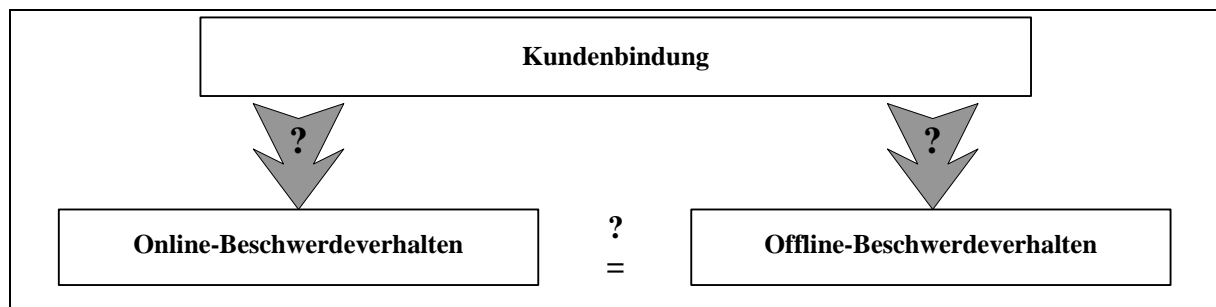 Kundenbindung
?
?
Online-Beschwerdeverhalten
?
=
Offline-Beschwerdeverhalten